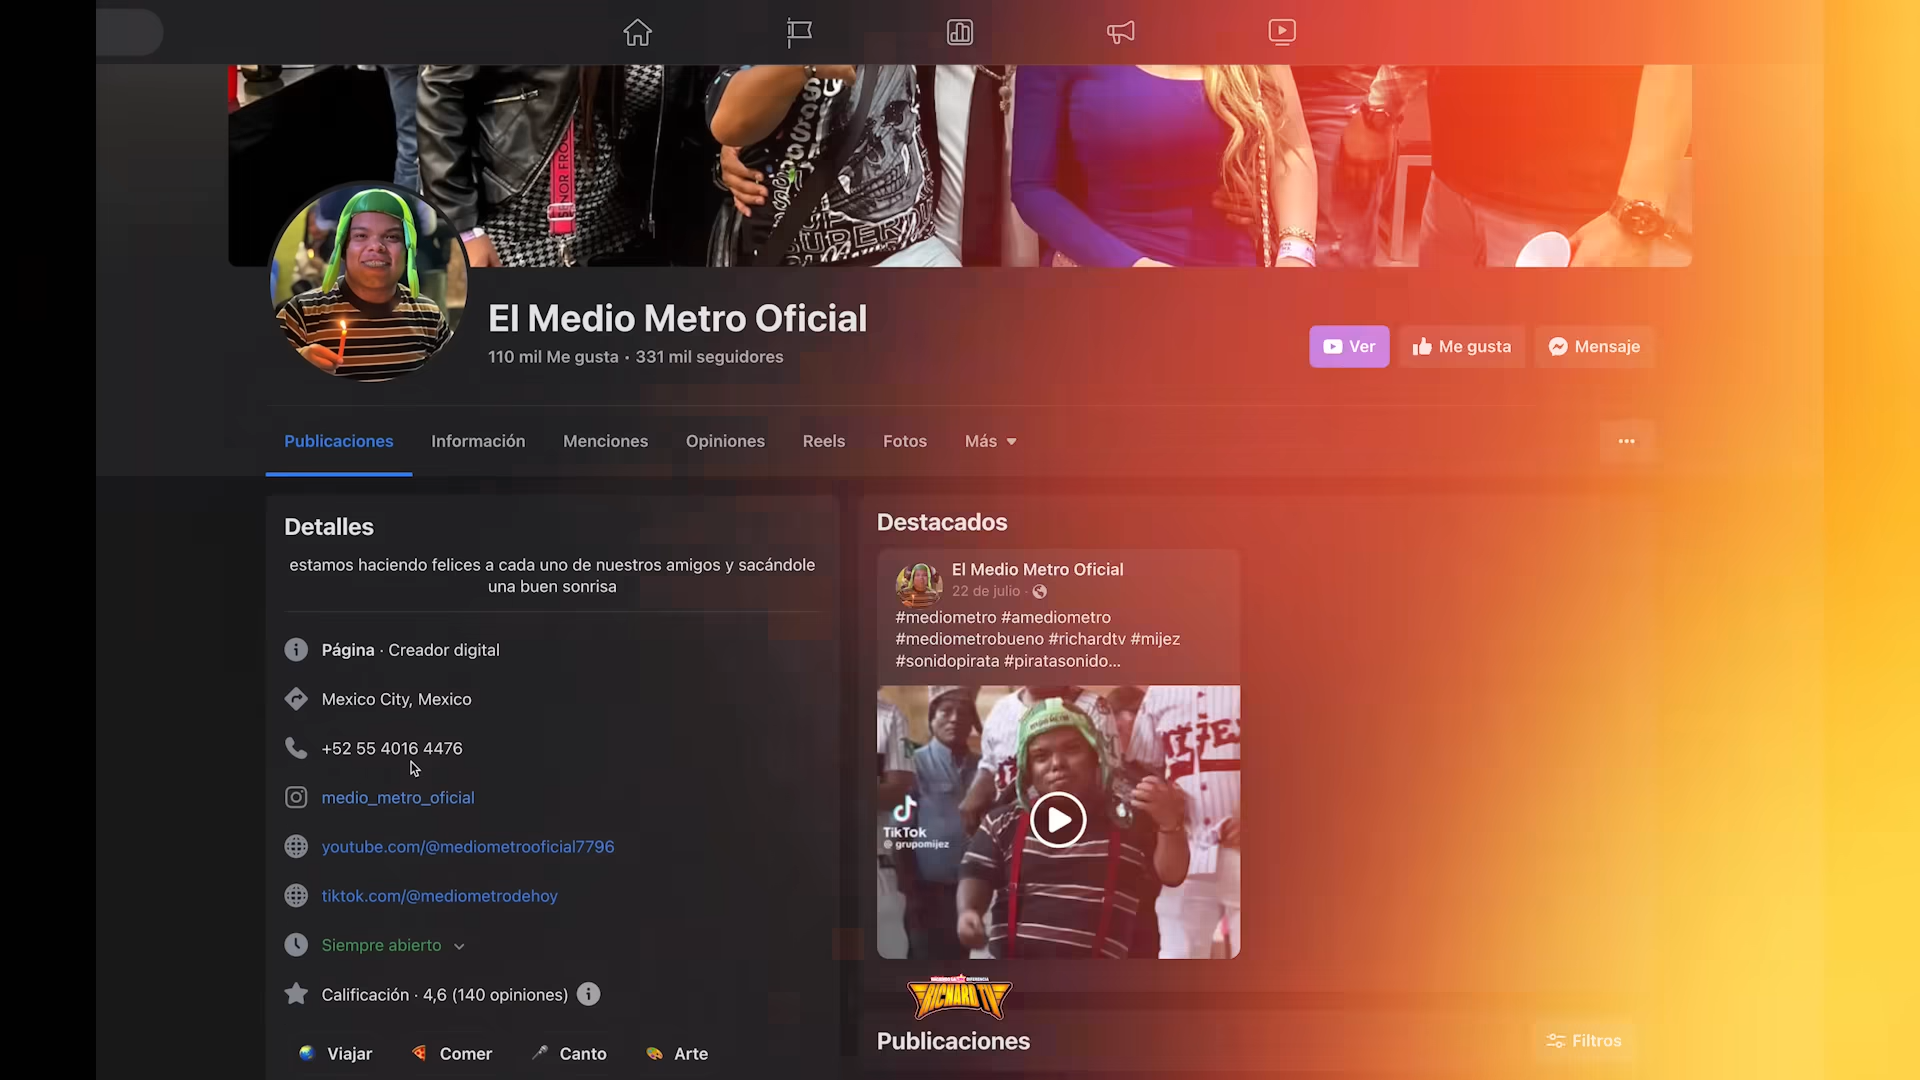 SEÑOR FRO
SUPER
El Medio Metro Oficial
110 mil Me gusta · 331 mil seguidores
Ver
Me gusta
Mensaje
Publicaciones
Información
Menciones
Opiniones
Reels
Fotos
Más
Detalles
estamos haciendo felices a cada uno de nuestros amigos y sacándole
una buen sonrisa
Página · Creador digital
Mexico City, Mexico
+52 55 4016 4476
medio_metro_oficial
youtube.com/@mediometrooficial7796
tiktok.com/@mediometrodehoy
Siempre abierto
Calificación · 4,6 (140 opiniones)
Viajar
Comer
Canto
Arte
Destacados
El Medio Metro Oficial
22 de julio ·
#mediometro #amediometro
#mediometrobueno #richardtv #mijez
#sonidopirata #piratasonido...
TikTok
@grupomijez
RICHARD TV
Publicaciones
Filtros